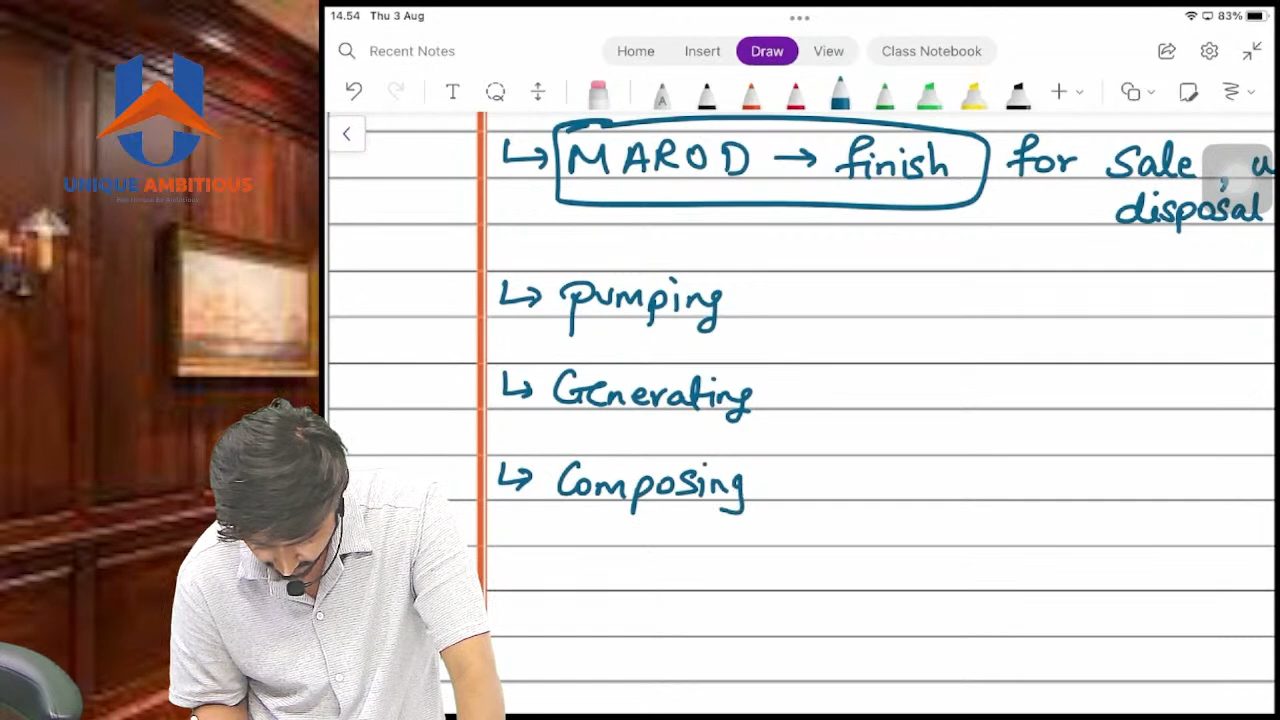 14.54 Thu 3 Aug
83%
Recent Notes
Home Insert Draw View Class Notebook
T
A
UNIQUE AMBITIOUS
↳ MAROD → finish for sale,
disposal
↳ Pumping
↳ Generating
↳ Composing